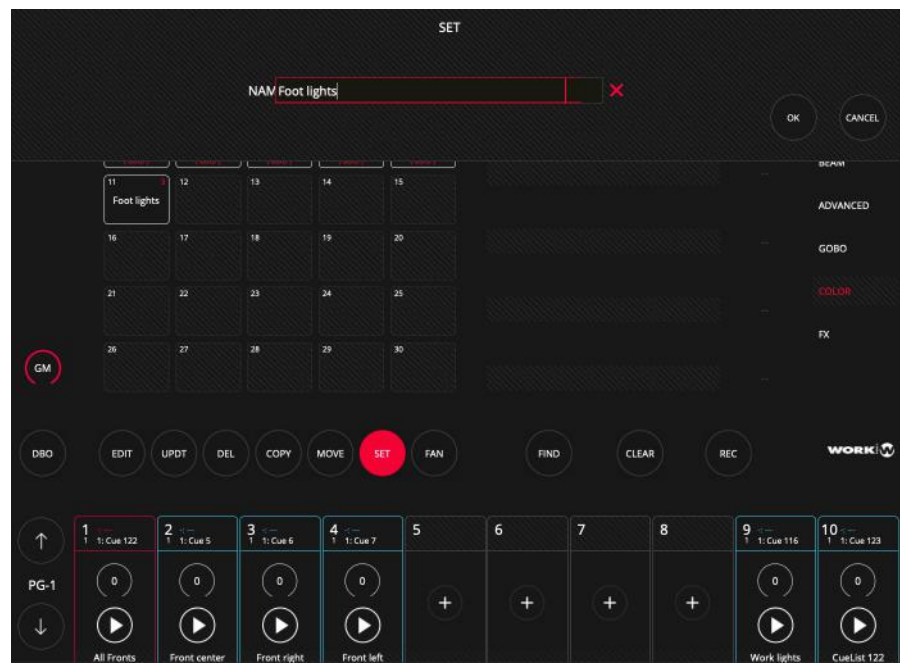 SET
NAM Foot lights
OK
CANCEL
BEAM
11 3 12 13 14 15
Foot lights
ADVANCED
16 17 18 19 20
GOBO
21 22 23 24 25
COLOR
26 27 28 29 30
FX
GM
DBO EDIT UPDT DEL COPY MOVE SET FAN FIND CLEAR REC WORK
1 2 3 4 5 6 7 8 9 10
1 1: Cue 122 1 1: Cue 5 1 1: Cue 6 1 1: Cue 7 1 1: Cue 116 1 1: Cue 123
0 0 0 0 0 0
PG-1
All Fronts Front center Front right Front left Work lights CueList 122